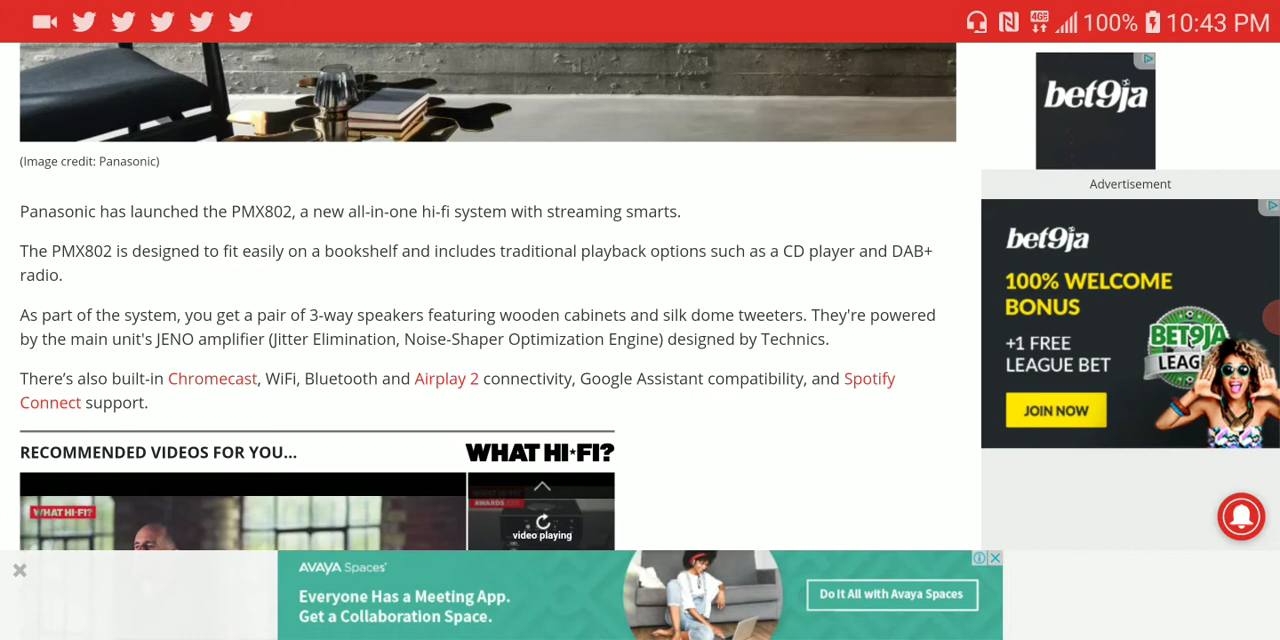 4GE 100% 10:43 PM
bet9ja
(Image credit: Panasonic)
Advertisement
Panasonic has launched the PMX802, a new all-in-one hi-fi system with streaming smarts.
The PMX802 is designed to fit easily on a bookshelf and includes traditional playback options such as a CD player and DAB+
radio.
As part of the system, you get a pair of 3-way speakers featuring wooden cabinets and silk dome tweeters. They're powered
by the main unit's JENO amplifier (Jitter Elimination, Noise-Shaper Optimization Engine) designed by Technics.
There’s also built-in Chromecast, WiFi, Bluetooth and Airplay 2 connectivity, Google Assistant compatibility, and Spotify
Connect support.
bet9ja
100% WELCOME
BONUS
+1 FREE
LEAGUE BET
BET9JA
LEAG
JOIN NOW
RECOMMENDED VIDEOS FOR YOU...
WHAT HI•FI?
WHAT HI-FI?
WHAT HI-FI?
AWARDS
video playing
AVAYA Spaces'
Everyone Has a Meeting App.
Get a Collaboration Space.
Do It All with Avaya Spaces